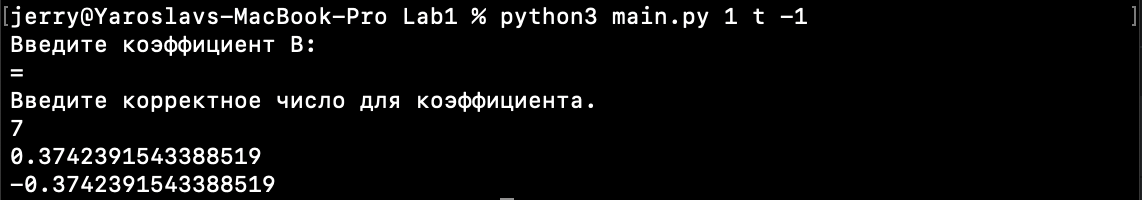 [jerry@Yaroslavs-MacBook-Pro Lab1 % python3 main.py 1 t -1 ]
Введите коэффициент B:
=
Введите корректное число для коэффициента.
7
0.3742391543388519
-0.3742391543388519